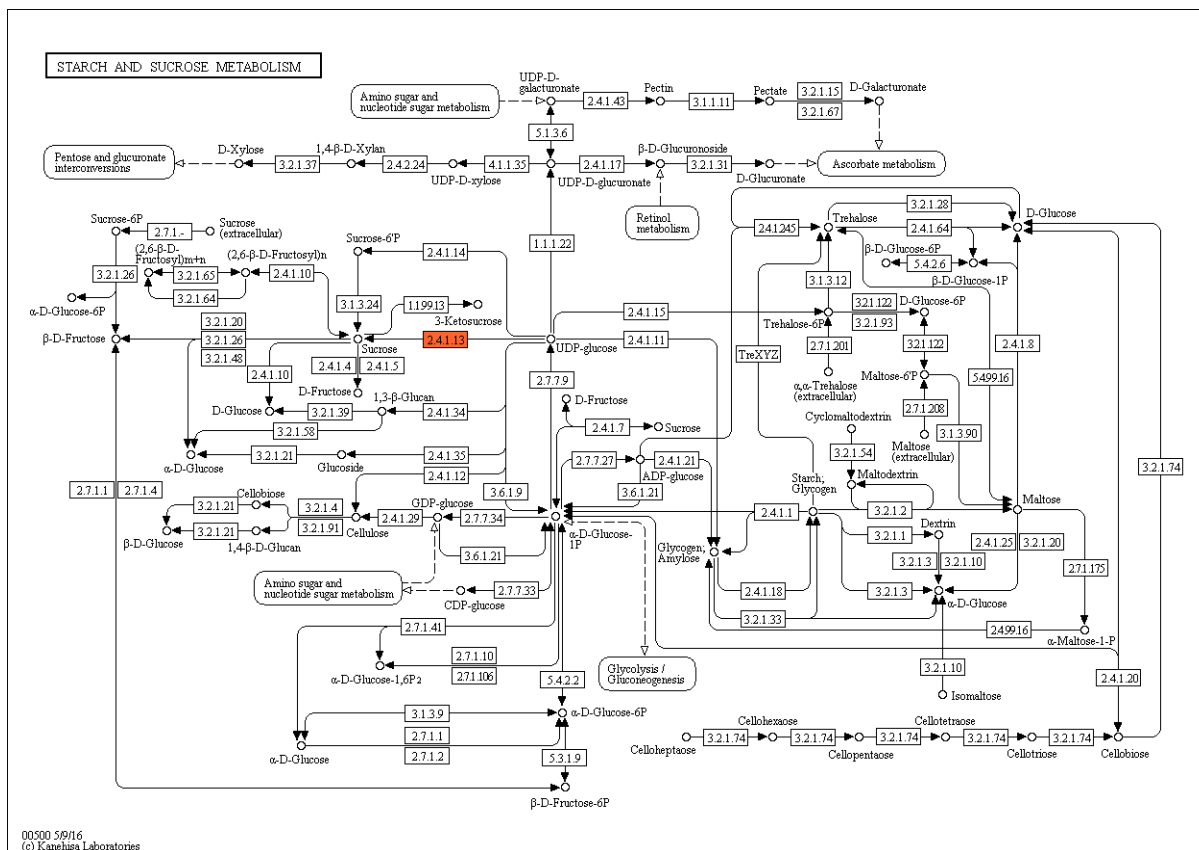 STARCH AND SUCROSE METABOLISM
UDP-D-
galacturonate
Amino sugar and
nucleotide sugar metabolism
2.4.1.43
Pectin
3.1.1.11
Pectate
3.2.1.15
3.2.1.67
D-Galacturonate
5.1.3.6
Pentose and glucuronate
interconversions
D-Xylose
3.2.1.37
1,4-β-D-Xylan
2.4.2.24
UDP-D-xylose
4.1.1.35
2.4.1.17
UDP-D-glucuronate
β-D-Glucuronoside
3.2.1.31
D-Glucuronate
Ascorbate metabolism
Retinol
metabolism
1.1.1.22
Sucrose-6P
2.7.1.-
Sucrose
(extracellular)
3.2.1.26
α-D-Glucose-6P
(2,6-β-D-
Fructosyl)m+n
3.2.1.65
3.2.1.64
(2,6-β-D-Fructosyl)n
2.4.1.10
Sucrose-6'P
2.4.1.14
3.1.3.24
1.1.99.13
3-Ketosucrose
β-D-Fructose
3.2.1.20
3.2.1.26
3.2.1.48
Sucrose
2.4.1.13
UDP-glucose
2.4.1.15
2.4.1.11
2.4.1.10
2.4.1.4
2.4.1.5
D-Fructose
D-Glucose
3.2.1.39
1,3-β-Glucan
2.4.1.34
3.2.1.58
α-D-Glucose
3.2.1.21
Glucoside
2.4.1.35
2.4.1.12
2.7.7.9
D-Fructose
2.4.1.7
Sucrose
2.7.7.27
ADP-glucose
2.4.1.21
3.6.1.21
3.6.1.9
2.7.1.1
2.7.1.4
Cellobiose
3.2.1.21
3.2.1.4
3.2.1.21
3.2.1.91
β-D-Glucose
1,4-β-D-Glucan
Cellulose
2.4.1.29
GDP-glucose
2.7.7.34
α-D-Glucose-
1P
3.6.1.21
Amino sugar and
nucleotide sugar metabolism
CDP-glucose
2.7.7.33
2.7.1.41
2.7.1.10
2.7.1.106
α-D-Glucose-1,6P2
5.4.2.2
Glycolysis /
Gluconeogenesis
3.1.3.9
α-D-Glucose-6P
2.7.1.1
2.7.1.2
α-D-Glucose
5.3.1.9
β-D-Fructose-6P
2.4.1.245
Trehalose
3.2.1.28
2.4.1.64
D-Glucose
β-D-Glucose-6P
5.4.2.6
β-D-Glucose-1P
3.1.3.12
Trehalose-6P
3.2.1.122
3.2.1.93
D-Glucose-6P
TreXYZ
2.7.1.201
α,α-Trehalose
(extracellular)
3.2.1.122
Maltose-6'P
2.7.1.208
Maltose
(extracellular)
3.1.3.90
2.4.1.8
5.4.99.16
3.2.1.74
Cyclomaltodextrin
3.2.1.54
Maltodextrin
Starch;
Glycogen
2.4.1.1
3.2.1.2
Maltose
3.2.1.1
Dextrin
3.2.1.3
3.2.1.10
2.4.1.25
3.2.1.20
Glycogen;
Amylose
2.4.1.18
3.2.1.3
3.2.1.33
α-D-Glucose
2.7.1.175
2.4.99.16
α-Maltose-1-P
3.2.1.10
Isomaltose
2.4.1.20
Celloheptaose
3.2.1.74
Cellohexaose
3.2.1.74
Cellopentaose
3.2.1.74
Cellotetraose
3.2.1.74
Cellotriose
3.2.1.74
Cellobiose
00500 5/9/16
(c) Kanehisa Laboratories